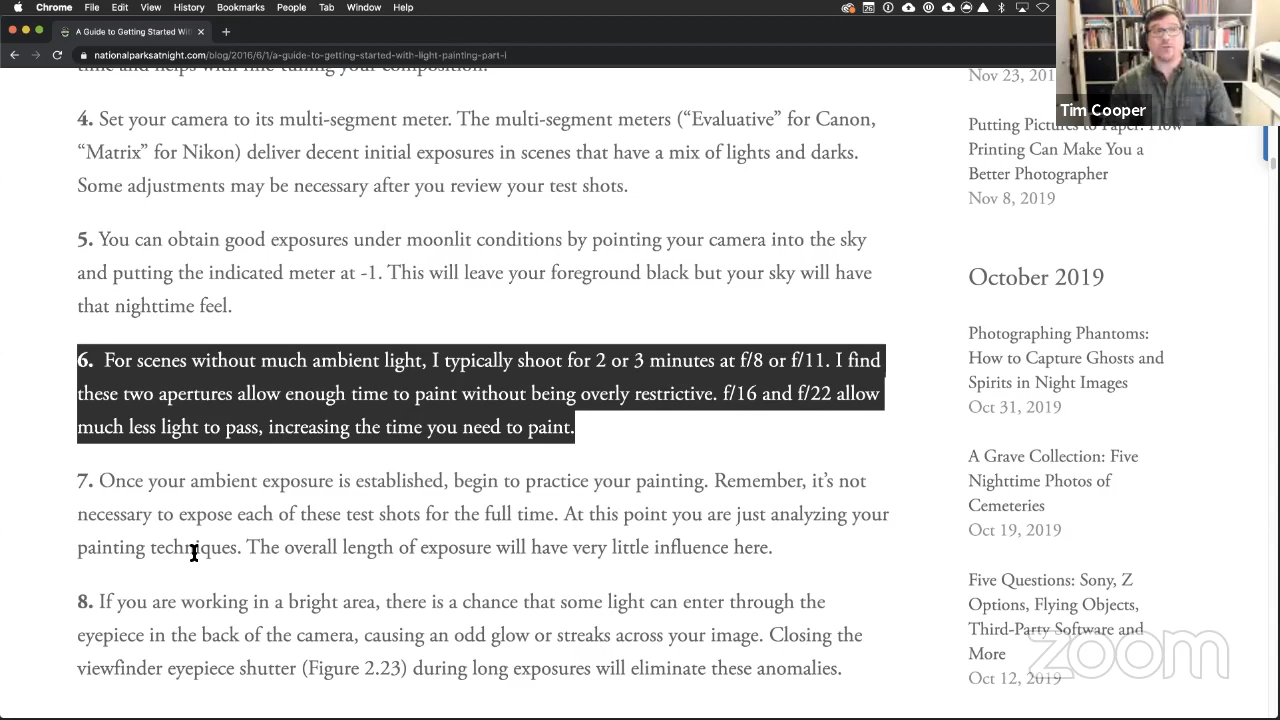 Chrome File Edit View History Bookmarks People Tab Window Help
A Guide to Getting Started Wit
nationalparksatnight.com/blog/2016/6/1/a-guide-to-getting-started-with-light-painting-part-i
time and helps with fine-tuning your composition.
4. Set your camera to its multi-segment meter. The multi-segment meters (“Evaluative” for Canon,
“Matrix” for Nikon) deliver decent initial exposures in scenes that have a mix of lights and darks.
Some adjustments may be necessary after you review your test shots.
5. You can obtain good exposures under moonlit conditions by pointing your camera into the sky
and putting the indicated meter at -1. This will leave your foreground black but your sky will have
that nighttime feel.
6. For scenes without much ambient light, I typically shoot for 2 or 3 minutes at f/8 or f/11. I find
these two apertures allow enough time to paint without being overly restrictive. f/16 and f/22 allow
much less light to pass, increasing the time you need to paint.
7. Once your ambient exposure is established, begin to practice your painting. Remember, it’s not
necessary to expose each of these test shots for the full time. At this point you are just analyzing your
painting techniques. The overall length of exposure will have very little influence here.
8. If you are working in a bright area, there is a chance that some light can enter through the
eyepiece in the back of the camera, causing an odd glow or streaks across your image. Closing the
viewfinder eyepiece shutter (Figure 2.23) during long exposures will eliminate these anomalies.
Tim Cooper
Nov 23, 201
Putting Pictures to Paper: How
Printing Can Make You a
Better Photographer
Nov 8, 2019
October 2019
Photographing Phantoms:
How to Capture Ghosts and
Spirits in Night Images
Oct 31, 2019
A Grave Collection: Five
Nighttime Photos of
Cemeteries
Oct 19, 2019
Five Questions: Sony, Z
Options, Flying Objects,
Third-Party Software and
More
Oct 12, 2019
zoom